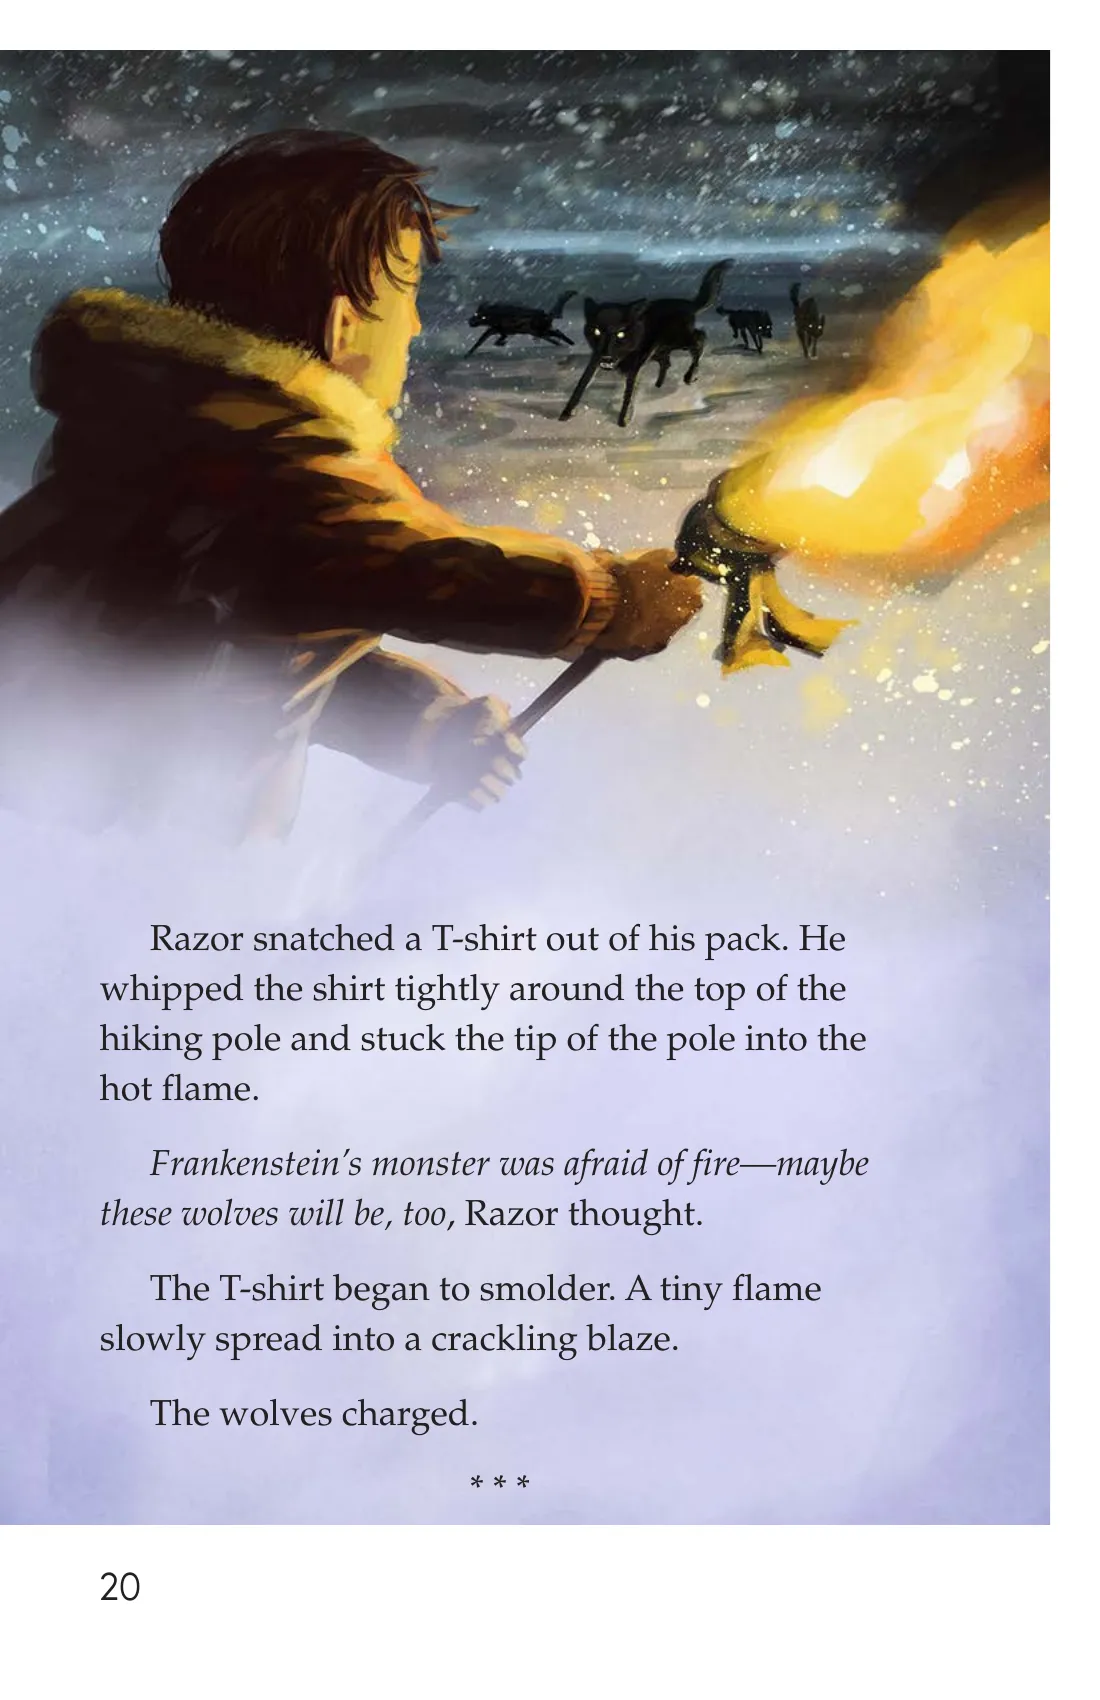 Razor snatched a T-shirt out of his pack. He
whipped the shirt tightly around the top of the
hiking pole and stuck the tip of the pole into the
hot flame.
Frankenstein’s monster was afraid of fire—maybe
these wolves will be, too, Razor thought.
The T-shirt began to smolder. A tiny flame
slowly spread into a crackling blaze.
The wolves charged.
* * *
20